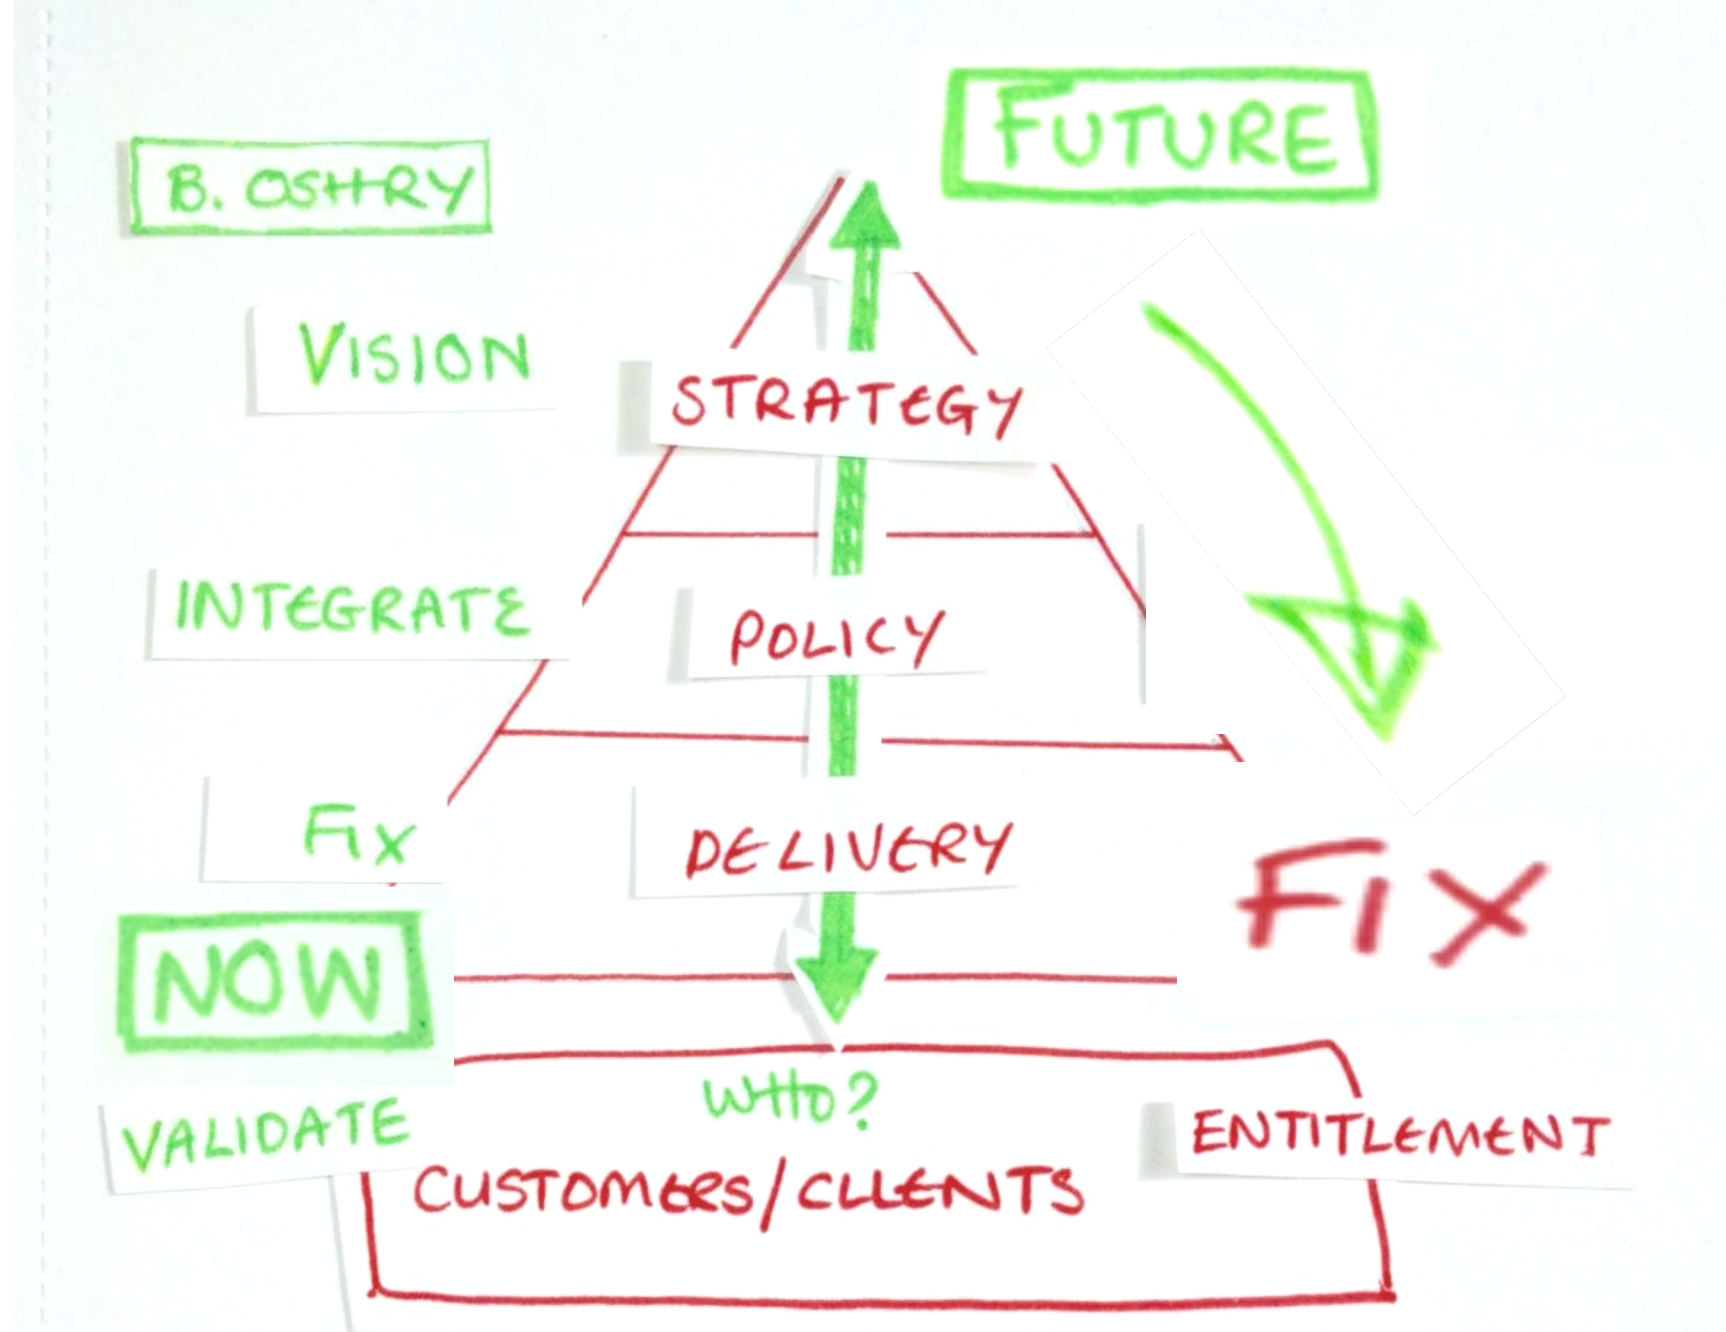 FUTURE
B. OSHRY
VISION
STRATEGY
INTEGRATE
POLICY
FIX
DELIVERY
FIX
NOW
WHO?
VALIDATE
ENTITLEMENT
CUSTOMERS/CLIENTS